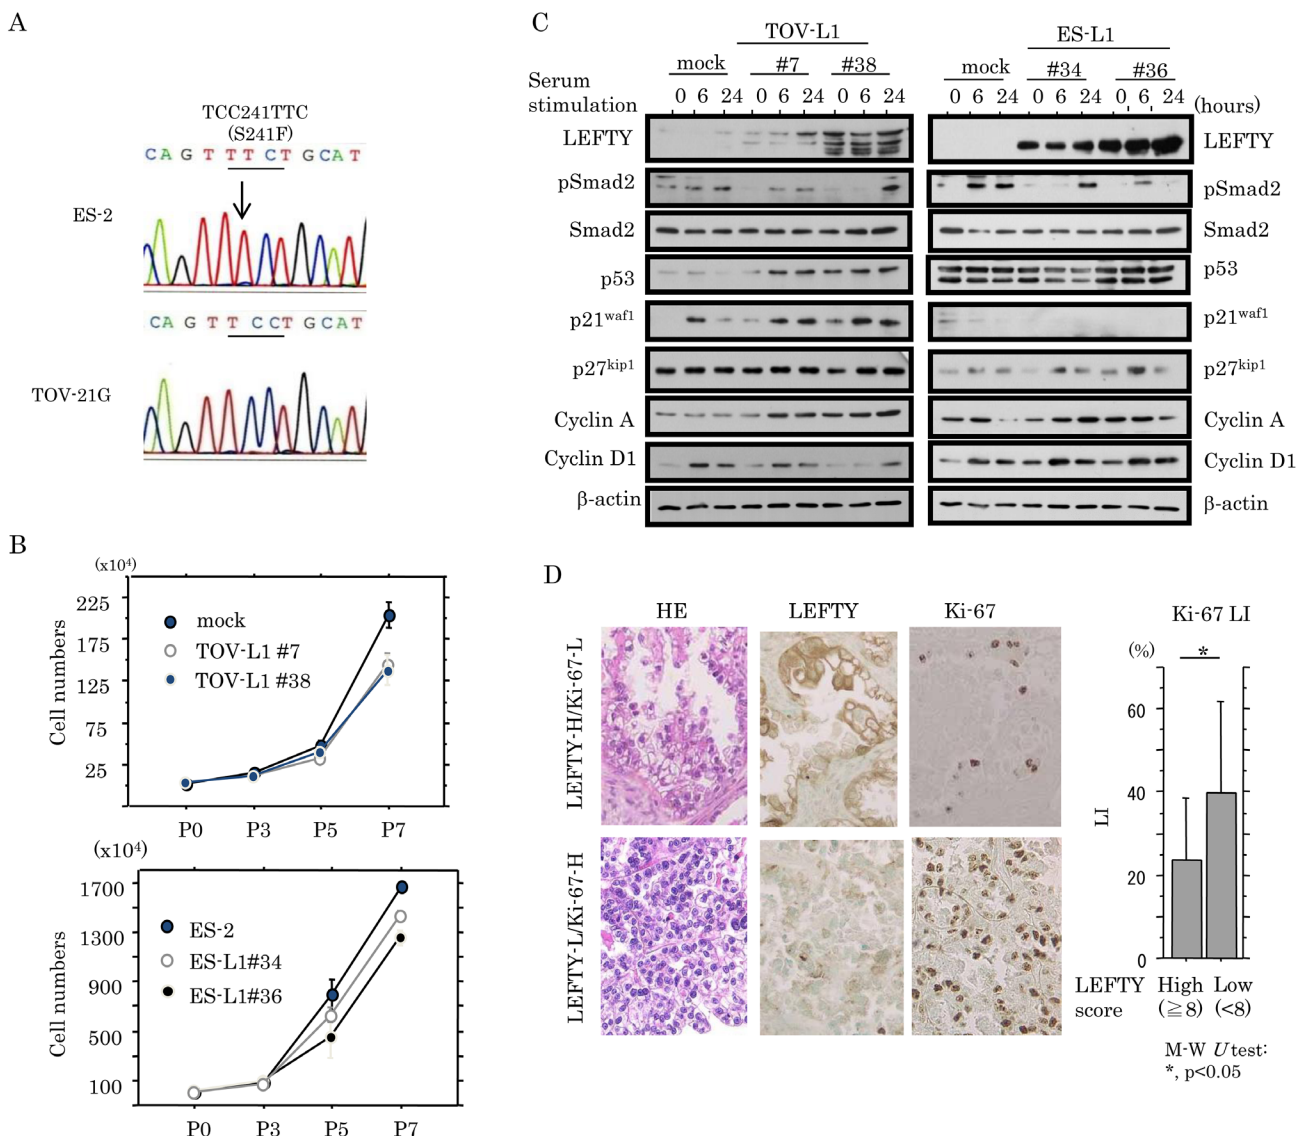 A
TCC241TTC
(S241F)
C A G T T T C T G C A T
ES-2
C A G T T C C T G C A T
TOV-21G
B
(x10⁴)
Cell numbers
225
175
125
75
25
mock
TOV-L1 #7
TOV-L1 #38
P0 P3 P5 P7
(x10⁴)
Cell numbers
1700
1300
900
500
100
ES-2
ES-L1#34
ES-L1#36
P0 P3 P5 P7
C
TOV-L1
mock #7 #38
Serum
stimulation
0 6 24 0 6 24 0 6 24
ES-L1
mock #34 #36
0 6 24 0 6 24 0 6 24 (hours)
LEFTY LEFTY
pSmad2 pSmad2
Smad2 Smad2
p53 p53
p21ʷᵃᶠ¹ p21ʷᵃᶠ¹
p27ᵏⁱᵖ¹ p27ᵏⁱᵖ¹
Cyclin A Cyclin A
Cyclin D1 Cyclin D1
β-actin β-actin
D
HE LEFTY Ki-67
LEFTY-H/Ki-67-L
LEFTY-L/Ki-67-H
Ki-67 LI
(%)
*
60
40
20
0
LI
LEFTY
score
High Low
(≧8) (<8)
M-W U test:
*, p<0.05